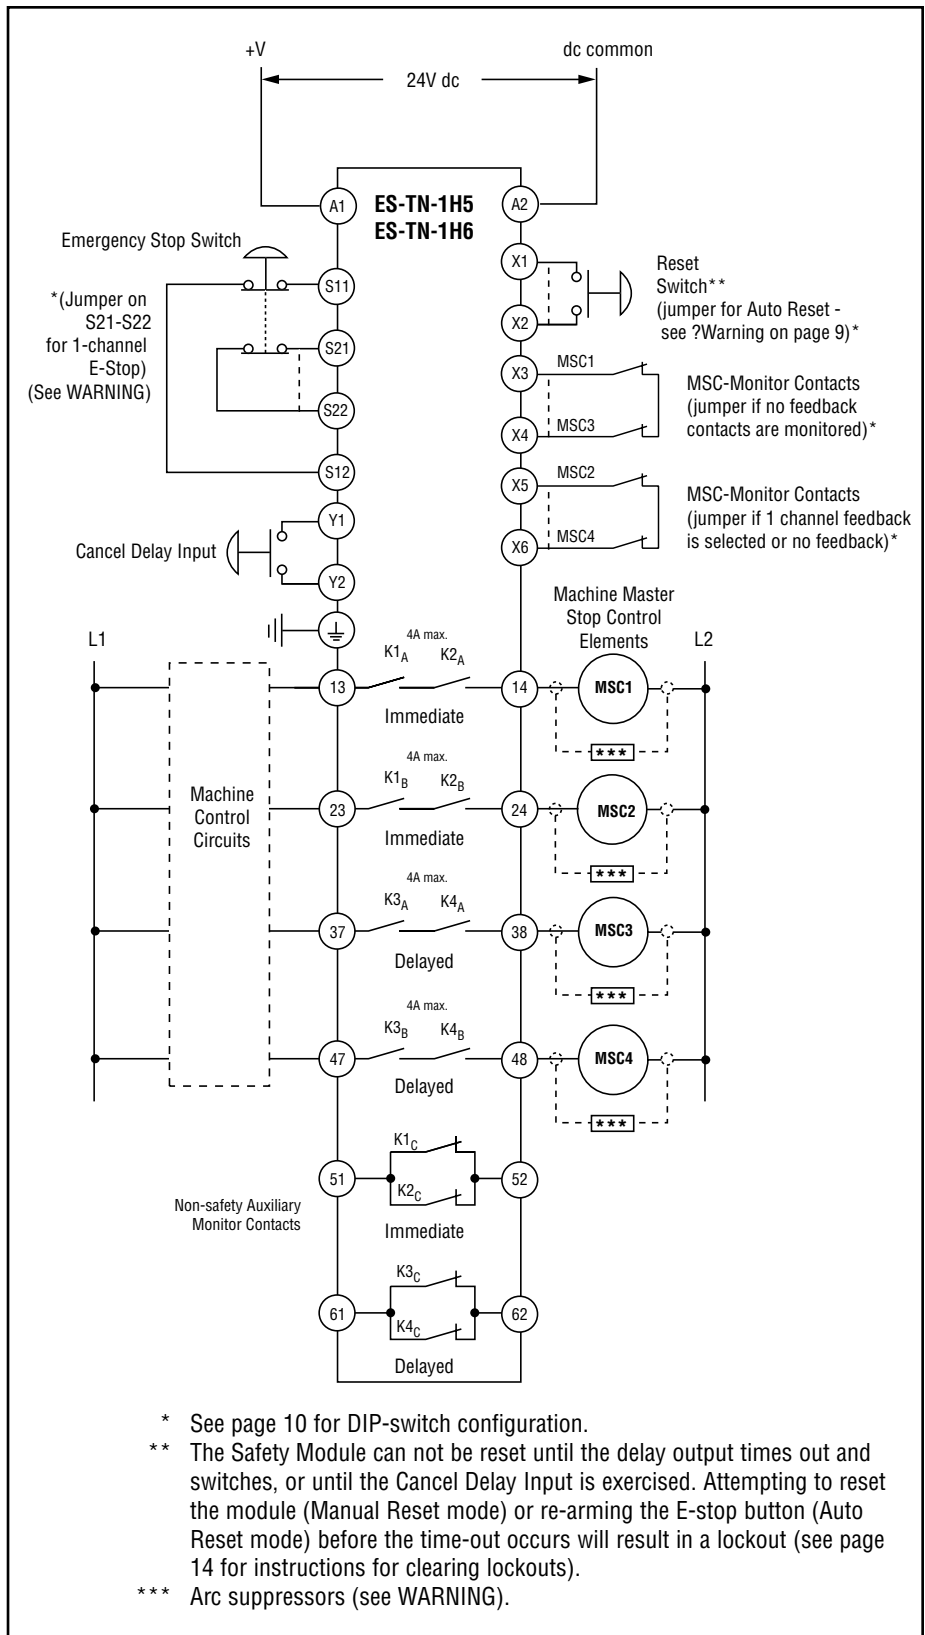 +V
dc common
24V dc
A1
ES-TN-1H5
ES-TN-1H6
A2
Emergency Stop Switch
*(Jumper on
S21-S22
for 1-channel
E-Stop)
(See WARNING)
S11
S21
S22
S12
Cancel Delay Input
Y1
Y2
X1
X2
Reset
Switch**
(jumper for Auto Reset -
see ?Warning on page 9)*
X3
MSC1
X4
MSC3
MSC-Monitor Contacts
(jumper if no feedback
contacts are monitored)*
X5
MSC2
X6
MSC4
MSC-Monitor Contacts
(jumper if 1 channel feedback
is selected or no feedback)*
Machine Master
Stop Control
Elements
L1
L2
Machine
Control
Circuits
4A max.
K1A K2A
13
14
Immediate
MSC1
***
4A max.
K1B K2B
23
24
Immediate
MSC2
***
4A max.
K3A K4A
37
38
Delayed
MSC3
***
4A max.
K3B K4B
47
48
Delayed
MSC4
***
Non-safety Auxiliary
Monitor Contacts
K1C
51
52
K2C
Immediate
K3C
61
62
K4C
Delayed
* See page 10 for DIP-switch configuration.
** The Safety Module can not be reset until the delay output times out and
switches, or until the Cancel Delay Input is exercised. Attempting to reset
the module (Manual Reset mode) or re-arming the E-stop button (Auto
Reset mode) before the time-out occurs will result in a lockout (see page
14 for instructions for clearing lockouts).
*** Arc suppressors (see WARNING).